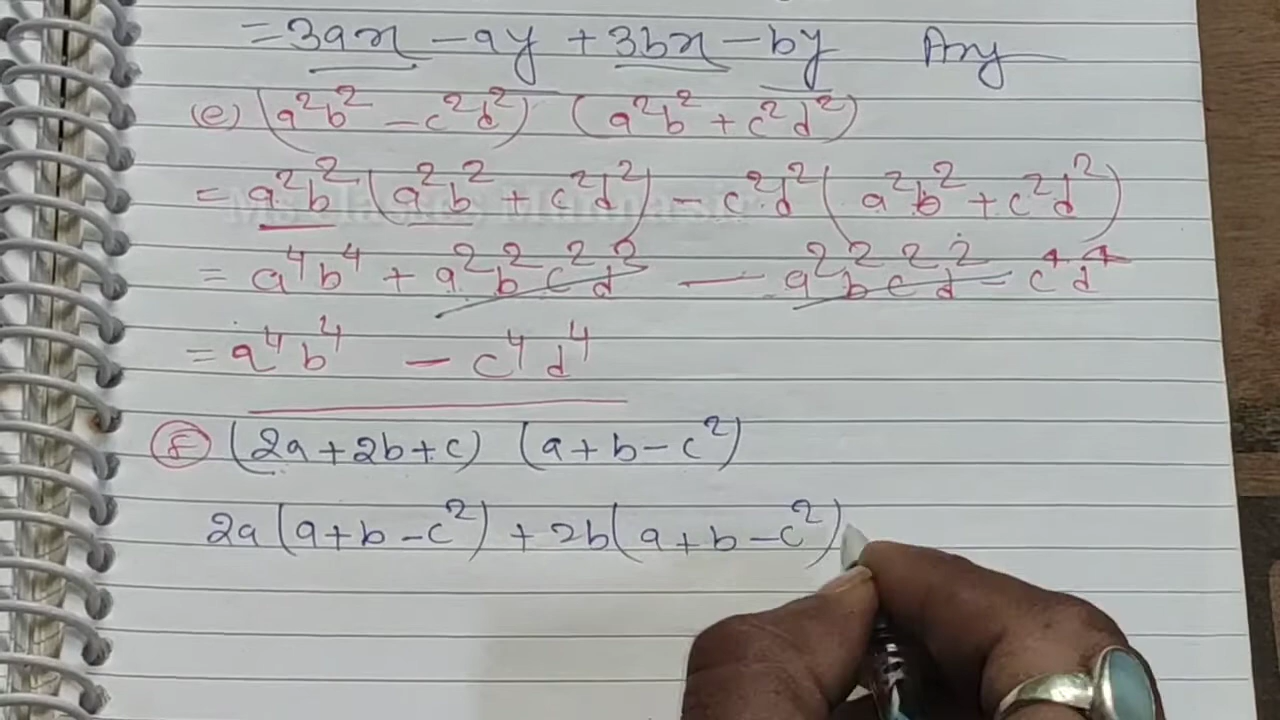 = 3ax - ay + 3bx - by Ans
(e) (a²b² - c²d²) (a²b² + c²d²)
= a²b² (a²b² + c²d²) - c²d² (a²b² + c²d²)
= a⁴b⁴ + a²b²c²d² - a²b²c²d² - c⁴d⁴
= a⁴b⁴ - c⁴d⁴
(f) (2a+2b+c) (a+b-c²)
2a(a+b-c²) + 2b(a+b-c²)